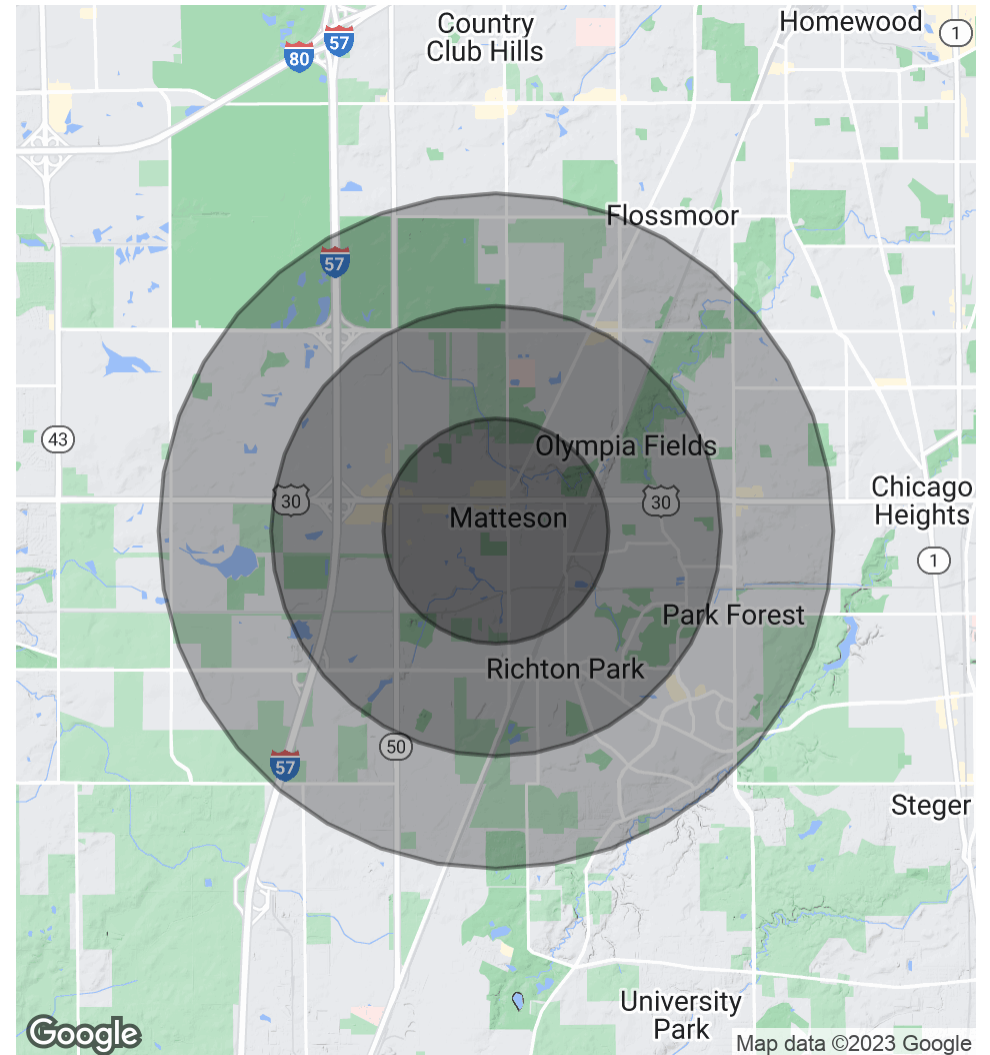 Country
Club Hills
Homewood
1
57
80
Flossmoor
57
43
Olympia Fields
30
30
Matteson
Chicago
Heights
1
Park Forest
Richton Park
50
57
Steger
University
Park
Google
Map data ©2023 Google